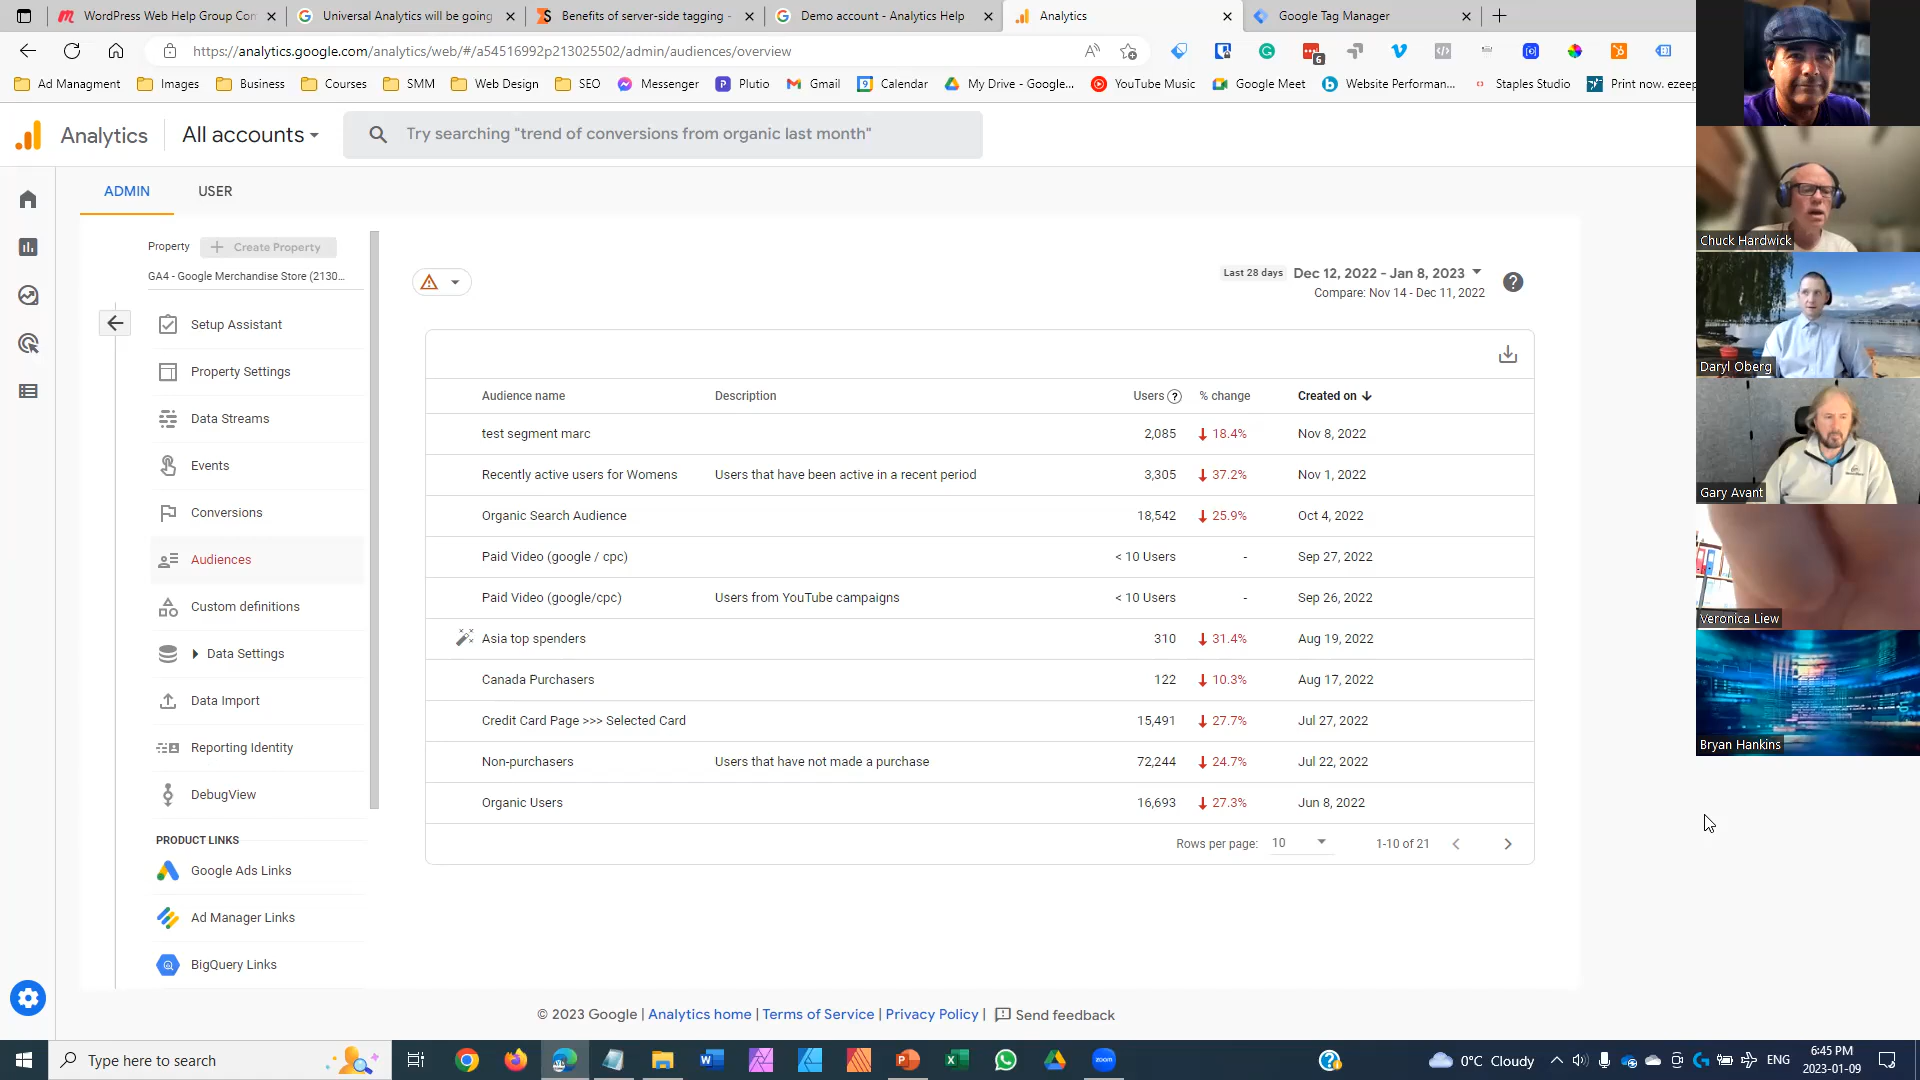 WordPress Web Help Group Con
Universal Analytics will be going
Benefits of server-side tagging -
Demo account - Analytics Help
Analytics
Google Tag Manager
https://analytics.google.com/analytics/web/#/a54516992p213025502/admin/audiences/overview
Ad Managment
Images
Business
Courses
SMM
Web Design
SEO
Messenger
Plutio
Gmail
Calendar
My Drive - Google...
YouTube Music
Google Meet
Website Performan...
Staples Studio
Print now. ezeep
Analytics
All accounts
Try searching "trend of conversions from organic last month"
ADMIN
USER
Property
Create Property
GA4 - Google Merchandise Store (2130...
Last 28 days Dec 12, 2022 - Jan 8, 2023
Compare: Nov 14 - Dec 11, 2022
Setup Assistant
Property Settings
Data Streams
Events
Conversions
Audiences
Custom definitions
Data Settings
Data Import
Reporting Identity
DebugView
PRODUCT LINKS
Google Ads Links
Ad Manager Links
BigQuery Links
Audience name Description Users % change Created on
test segment marc 2,085 18.4% Nov 8, 2022
Recently active users for Womens Users that have been active in a recent period 3,305 37.2% Nov 1, 2022
Organic Search Audience 18,542 25.9% Oct 4, 2022
Paid Video (google / cpc) < 10 Users - Sep 27, 2022
Paid Video (google/cpc) Users from YouTube campaigns < 10 Users - Sep 26, 2022
Asia top spenders 310 31.4% Aug 19, 2022
Canada Purchasers 122 10.3% Aug 17, 2022
Credit Card Page >>> Selected Card 15,491 27.7% Jul 27, 2022
Non-purchasers Users that have not made a purchase 72,244 24.7% Jul 22, 2022
Organic Users 16,693 27.3% Jun 8, 2022
Rows per page: 10 1-10 of 21
© 2023 Google | Analytics home | Terms of Service | Privacy Policy | Send feedback
Chuck Hardwick
Daryl Oberg
Gary Avant
Veronica Liew
Bryan Hankins
Type here to search
0°C Cloudy
ENG
6:45 PM
2023-01-09